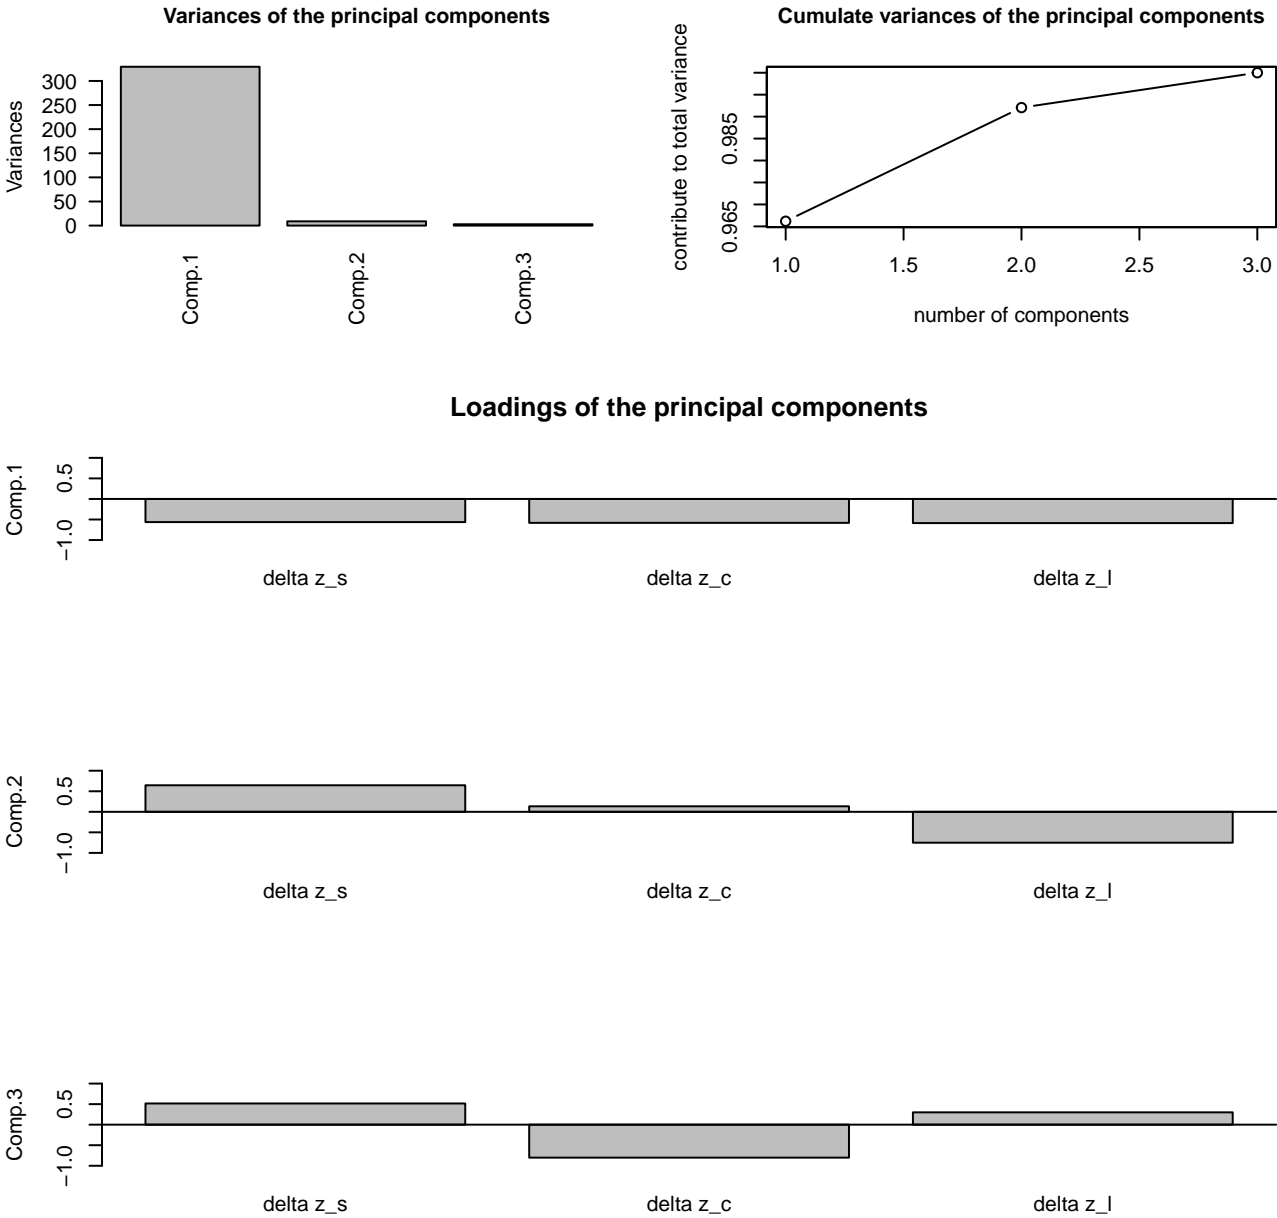 Variances of the principal components
Variances
300
250
200
150
100
50
0
Comp.1
Comp.2
Comp.3
Cumulate variances of the principal components
contribute to total variance
0.985
0.965
1.0 1.5 2.0 2.5 3.0
number of components
Loadings of the principal components
Comp.1
0.5
−1.0
delta z_s delta z_c delta z_l
Comp.2
0.5
−1.0
delta z_s delta z_c delta z_l
Comp.3
0.5
−1.0
delta z_s delta z_c delta z_l